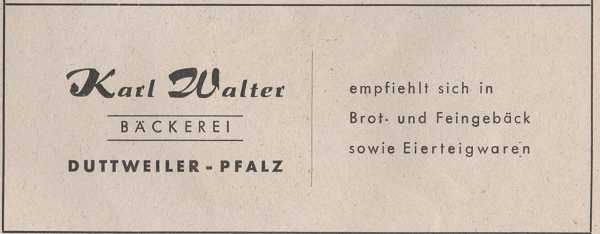 Karl Walter
BÄCKEREI
DUTTWEILER - PFALZ
empfiehlt sich in
Brot- und Feingebäck
sowie Eierteigwaren